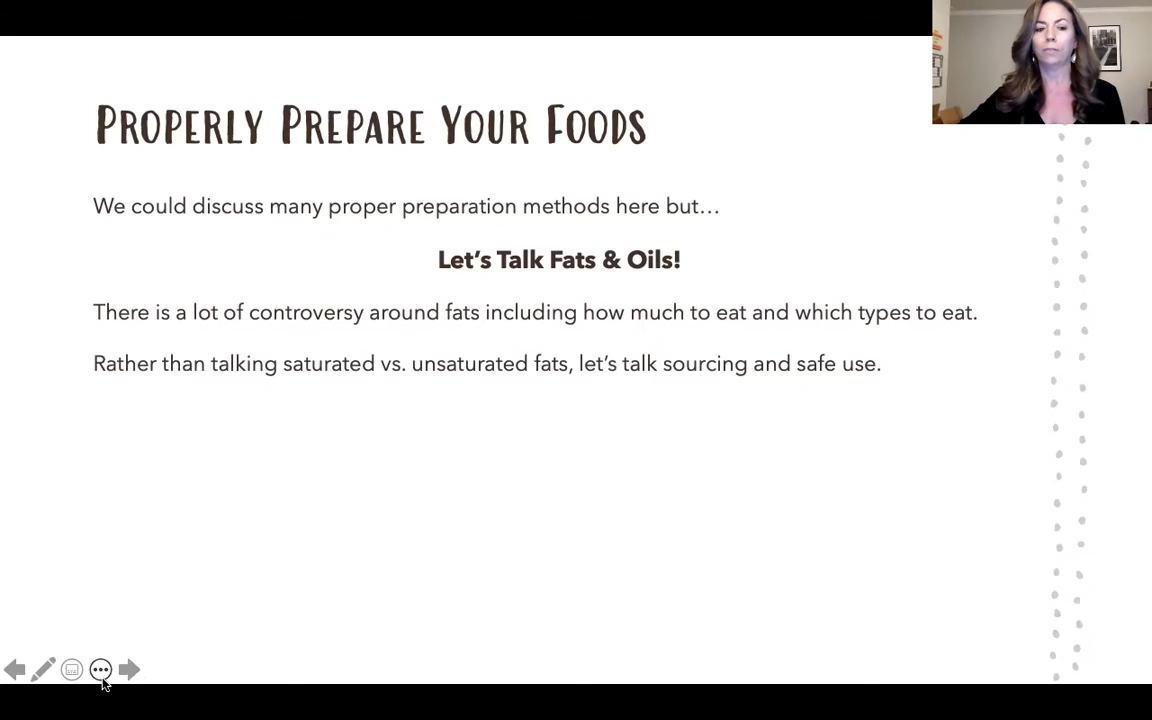 Properly Prepare Your Foods
We could discuss many proper preparation methods here but…
Let's Talk Fats & Oils!
There is a lot of controversy around fats including how much to eat and which types to eat.
Rather than talking saturated vs. unsaturated fats, let's talk sourcing and safe use.